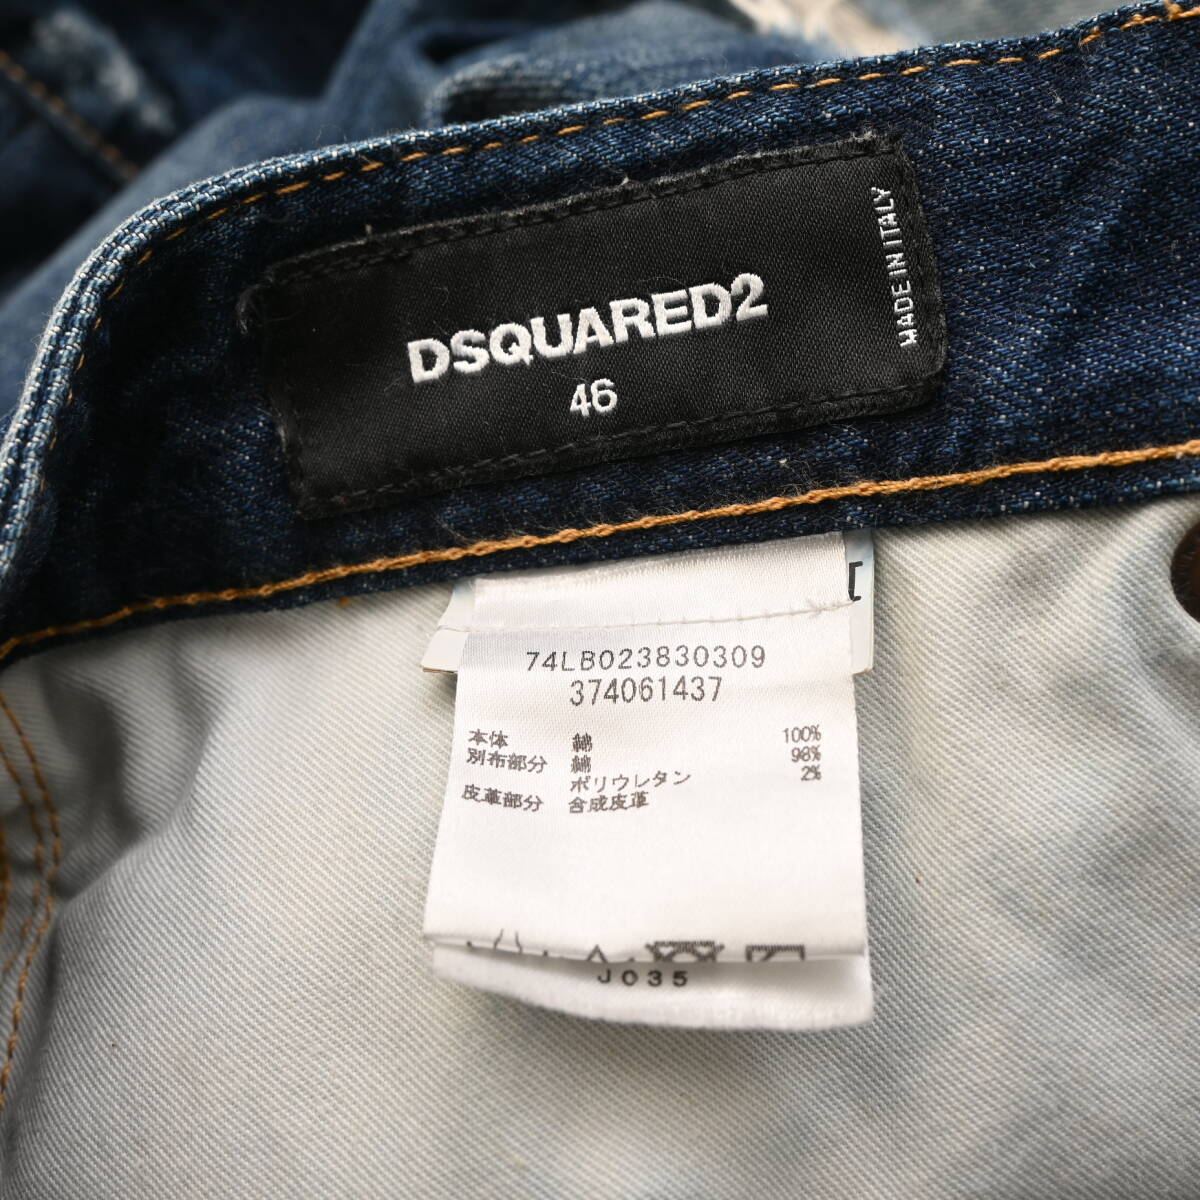 DSQUARED2
46
MADE IN ITALY
74LB023830309
374061437
本体 綿 100%
別布部分 綿 98%
ポリウレタン 2%
皮革部分 合成皮革
J035